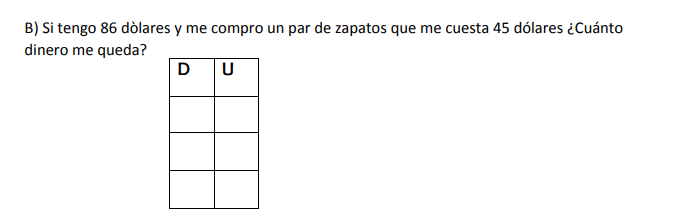 B) Si tengo 86 dòlares y me compro un par de zapatos que me cuesta 45 dólares ¿Cuánto
dinero me queda?
D U